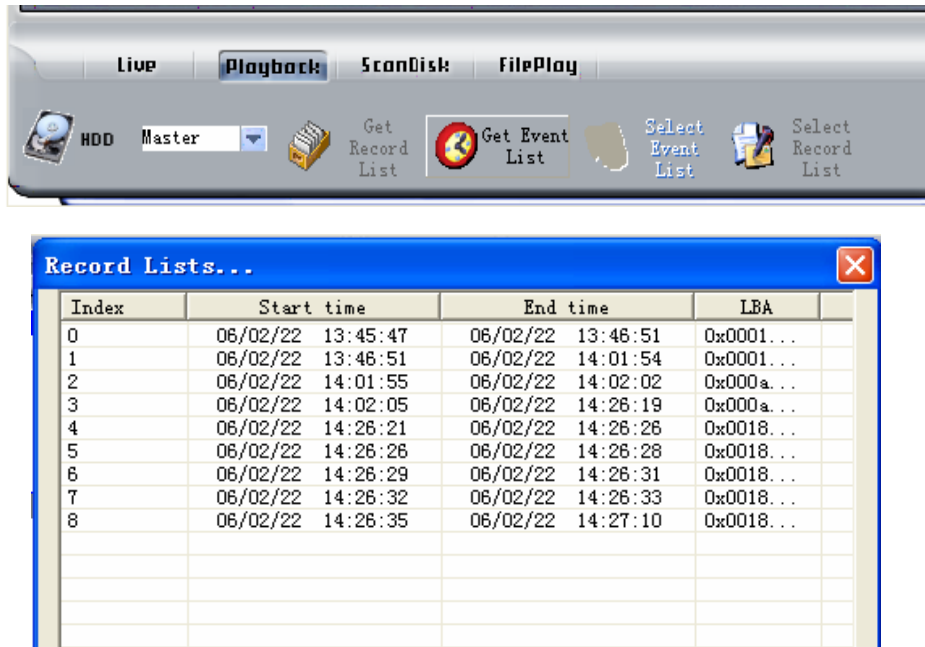 Live Playback ScanDisk FilePlay
HDD Master Get Record List Get Event List Select Event List Select Record List
Record Lists...
Index Start time End time LBA
0 06/02/22 13:45:47 06/02/22 13:46:51 0x0001...
1 06/02/22 13:46:51 06/02/22 14:01:54 0x0001...
2 06/02/22 14:01:55 06/02/22 14:02:02 0x000a...
3 06/02/22 14:02:05 06/02/22 14:26:19 0x000a...
4 06/02/22 14:26:21 06/02/22 14:26:26 0x0018...
5 06/02/22 14:26:26 06/02/22 14:26:28 0x0018...
6 06/02/22 14:26:29 06/02/22 14:26:31 0x0018...
7 06/02/22 14:26:32 06/02/22 14:26:33 0x0018...
8 06/02/22 14:26:35 06/02/22 14:27:10 0x0018...